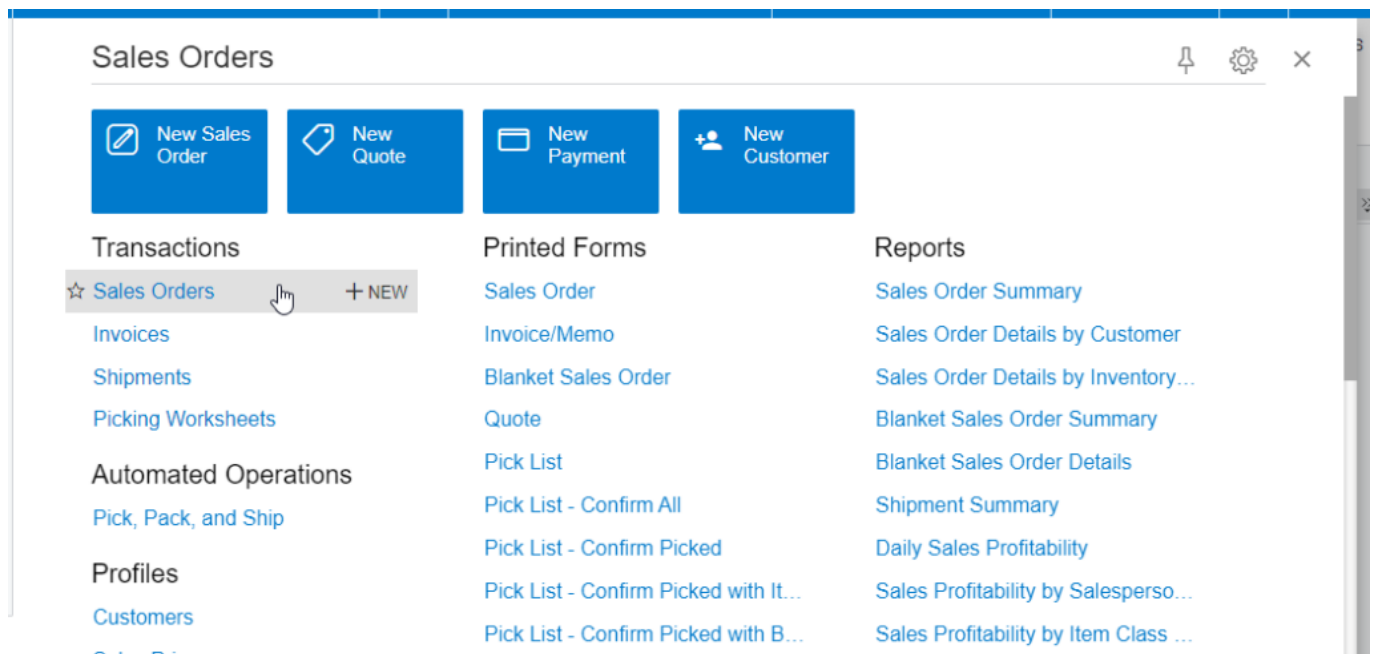 Sales Orders
New Sales
Order
New
Quote
New
Payment
New
Customer
Transactions
Sales Orders
+ NEW
Invoices
Shipments
Picking Worksheets
Automated Operations
Pick, Pack, and Ship
Profiles
Customers
Printed Forms
Sales Order
Invoice/Memo
Blanket Sales Order
Quote
Pick List
Pick List - Confirm All
Pick List - Confirm Picked
Pick List - Confirm Picked with It...
Pick List - Confirm Picked with B...
Reports
Sales Order Summary
Sales Order Details by Customer
Sales Order Details by Inventory...
Blanket Sales Order Summary
Blanket Sales Order Details
Shipment Summary
Daily Sales Profitability
Sales Profitability by Salesperso...
Sales Profitability by Item Class ...